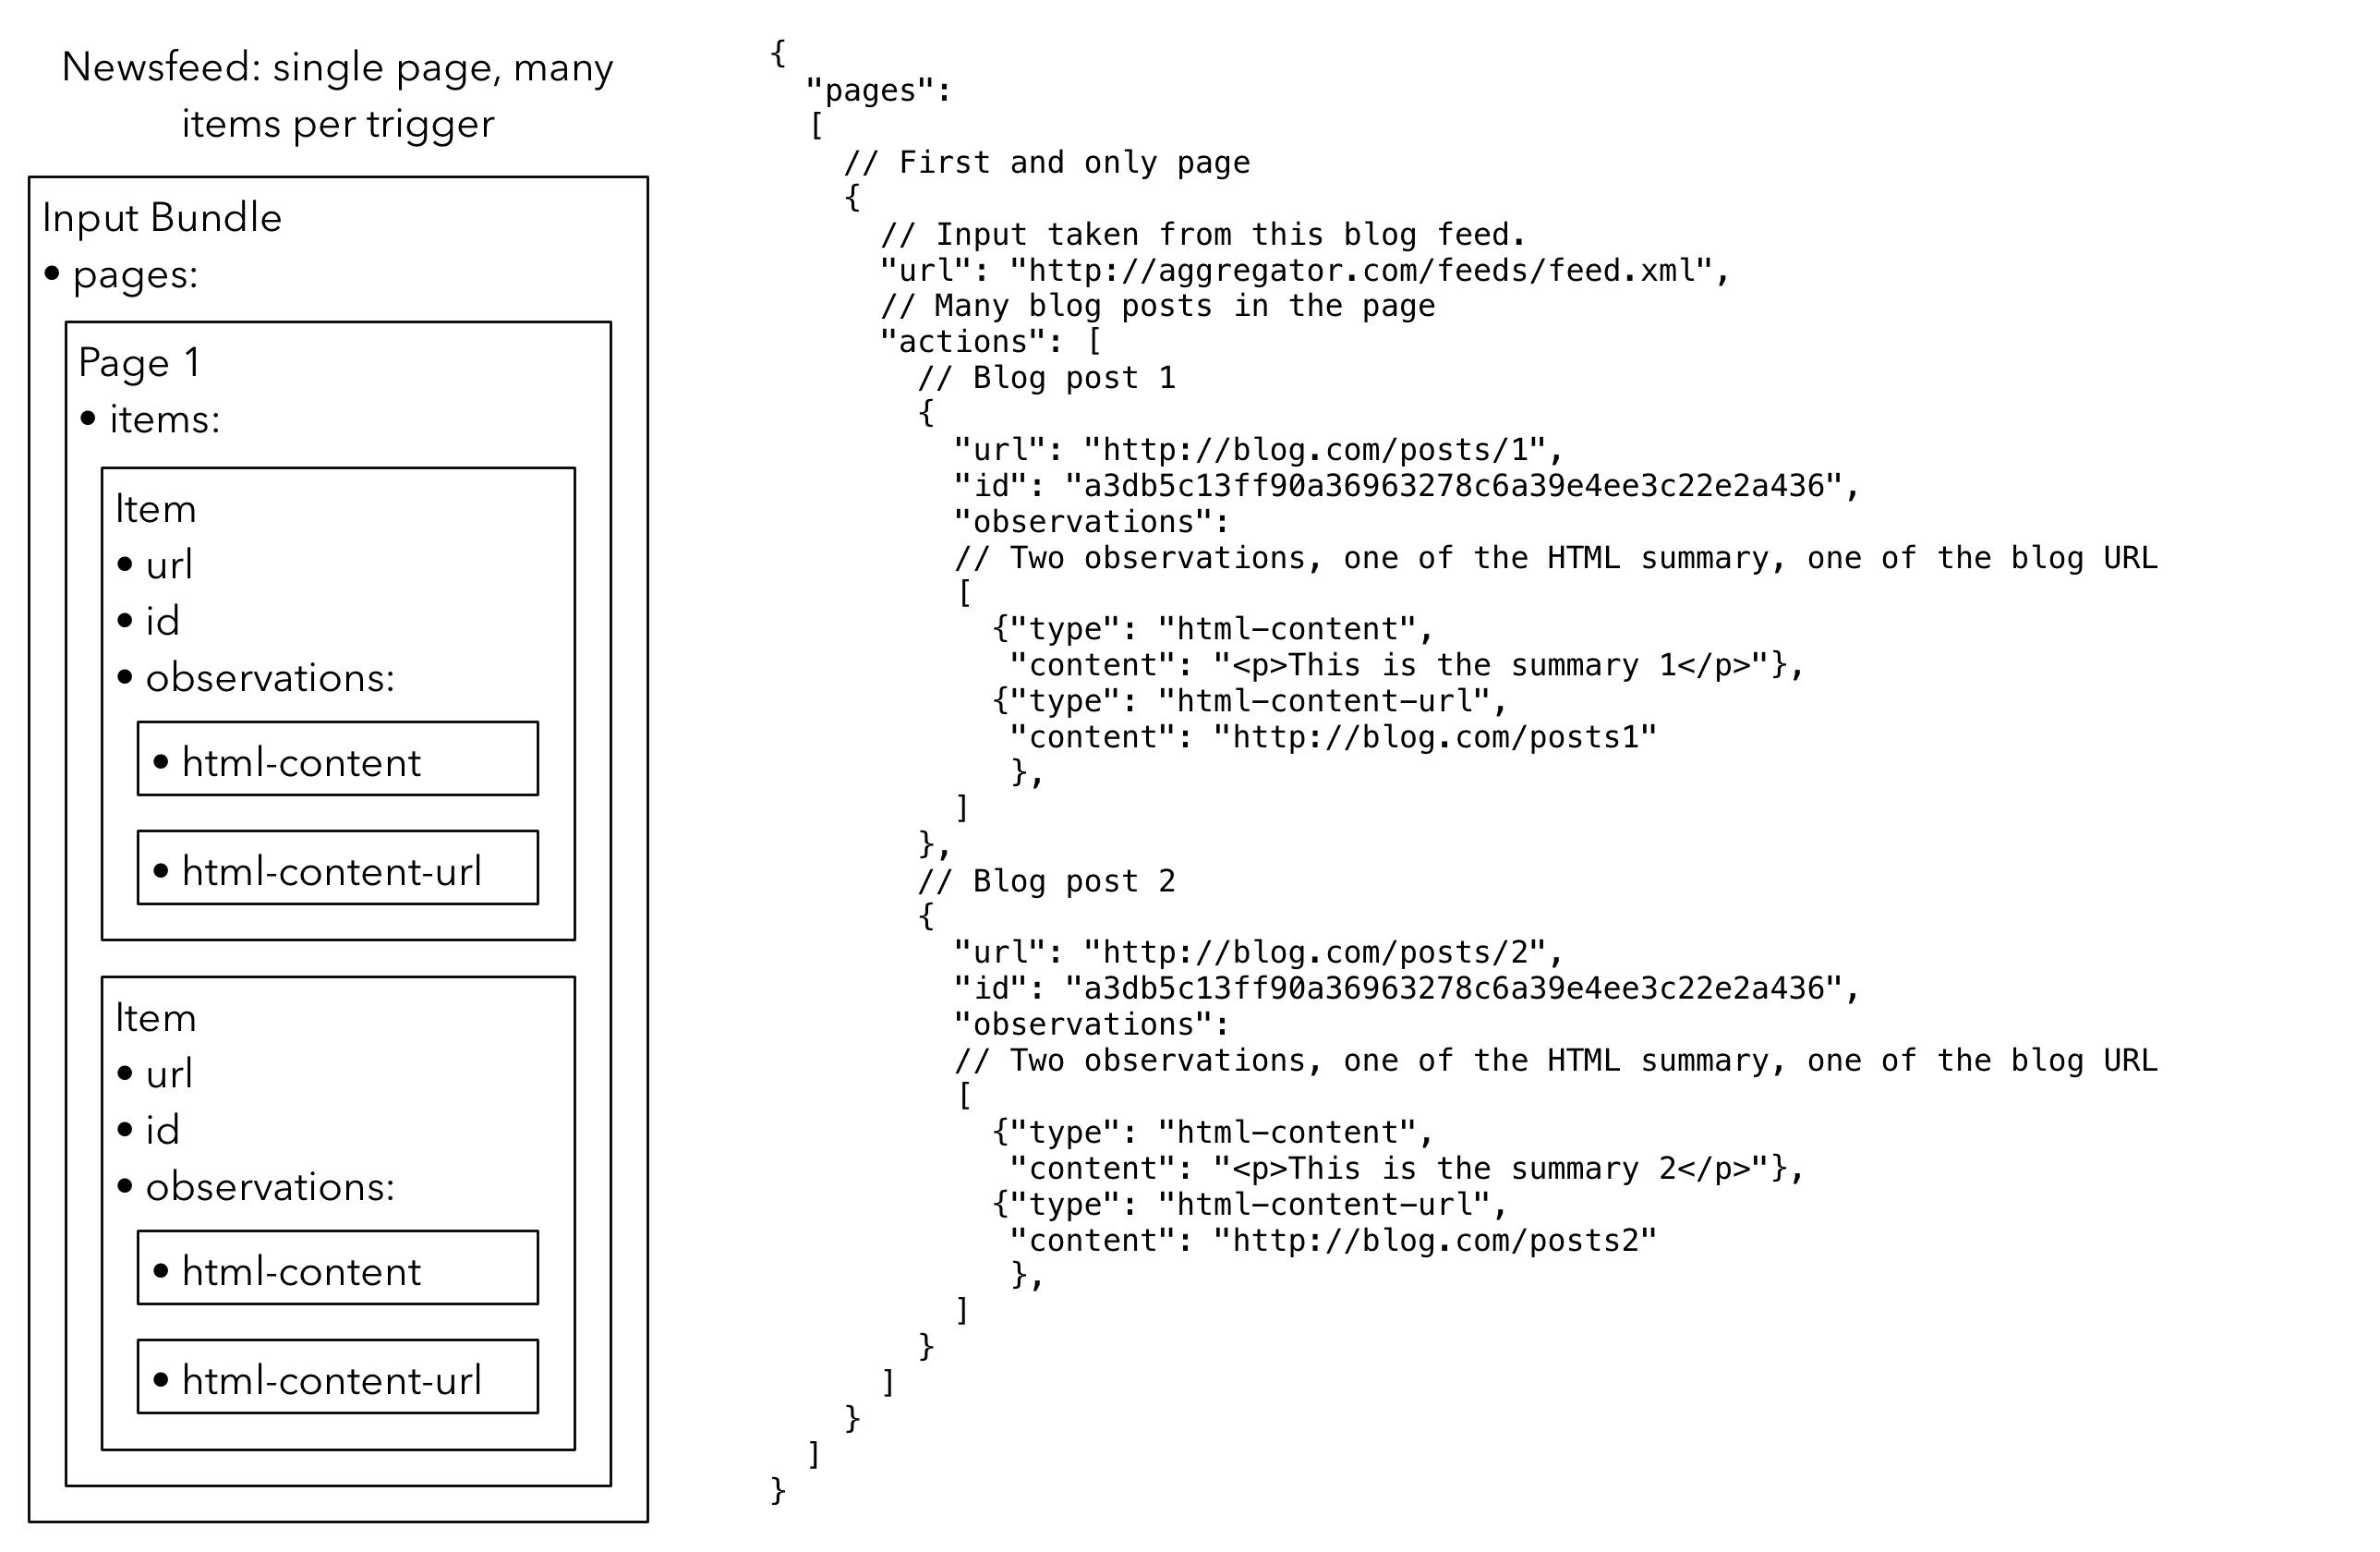 Newsfeed: single page, many
items per trigger
Input Bundle
• pages:
Page 1
• items:
Item
• url
• id
• observations:
• html-content
• html-content-url
Item
• url
• id
• observations:
• html-content
• html-content-url
{
  "pages":
  [
    // First and only page
    {
      // Input taken from this blog feed.
      "url": "http://aggregator.com/feeds/feed.xml",
      // Many blog posts in the page
      "actions": [
        // Blog post 1
        {
          "url": "http://blog.com/posts/1",
          "id": "a3db5c13ff90a36963278c6a39e4ee3c22e2a436",
          "observations":
          // Two observations, one of the HTML summary, one of the blog URL
          [
            {"type": "html-content",
             "content": "<p>This is the summary 1</p>"},
            {"type": "html-content-url",
             "content": "http://blog.com/posts1"
             },
          ]
        },
        // Blog post 2
        {
          "url": "http://blog.com/posts/2",
          "id": "a3db5c13ff90a36963278c6a39e4ee3c22e2a436",
          "observations":
          // Two observations, one of the HTML summary, one of the blog URL
          [
            {"type": "html-content",
             "content": "<p>This is the summary 2</p>"},
            {"type": "html-content-url",
             "content": "http://blog.com/posts2"
             },
          ]
        }
      ]
    }
  ]
}